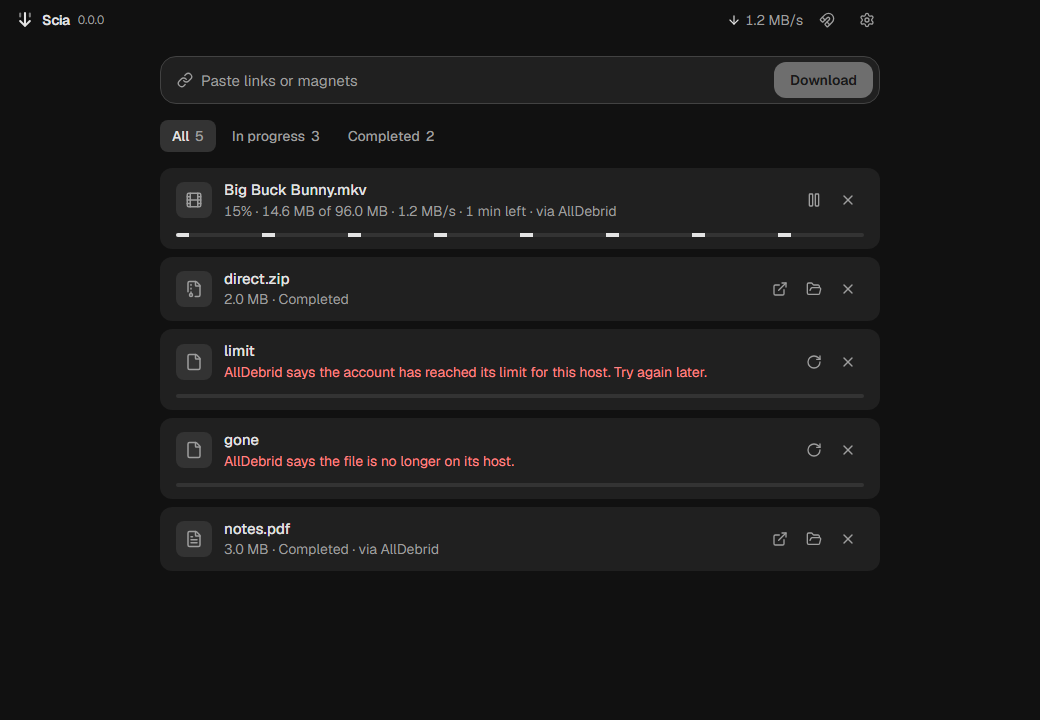 Scia 0.0.0
1.2 MB/s
Paste links or magnets
Download
All 5
In progress 3
Completed 2
Big Buck Bunny.mkv
15% · 14.6 MB of 96.0 MB · 1.2 MB/s · 1 min left · via AllDebrid
direct.zip
2.0 MB · Completed
limit
AllDebrid says the account has reached its limit for this host. Try again later.
gone
AllDebrid says the file is no longer on its host.
notes.pdf
3.0 MB · Completed · via AllDebrid